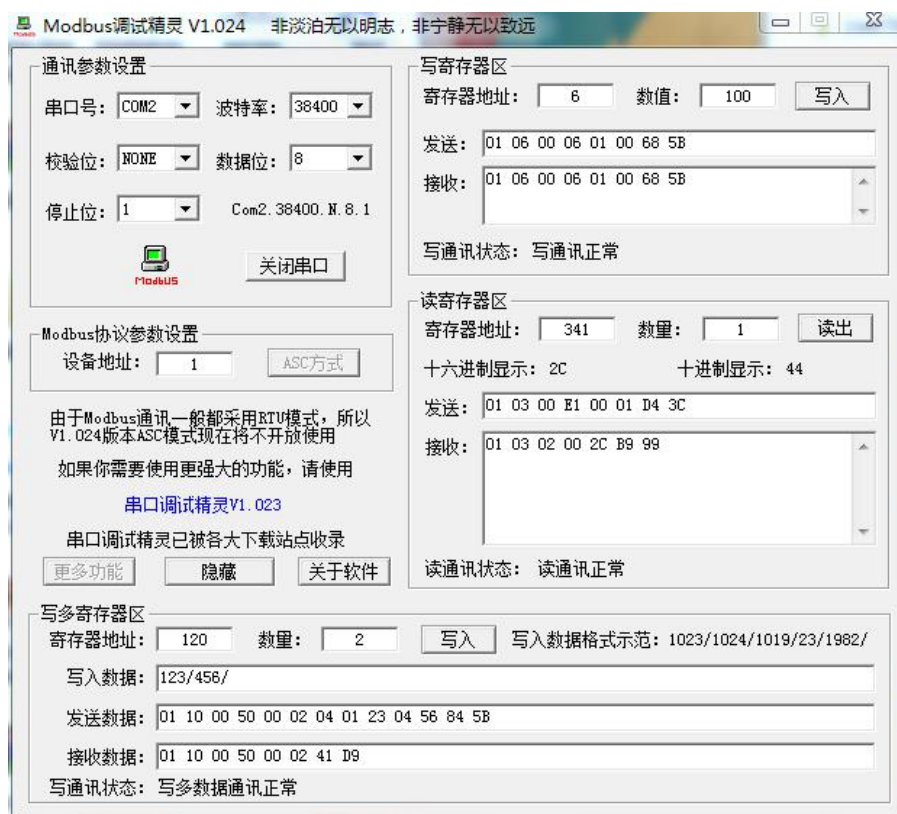 Modbus调试精灵 V1.024 非淡泊无以明志，非宁静无以致远
通讯参数设置
串口号： COM2 波特率： 38400
校验位： NONE 数据位： 8
停止位： 1 Com2.38400.N.8.1
ModbUS 关闭串口
Modbus协议参数设置
设备地址： 1 ASC方式
由于Modbus通讯一般都采用RTU模式，所以
V1.024版本ASC模式现在将不开放使用
如果你需要使用更强大的功能，请使用
串口调试精灵V1.023
串口调试精灵已被各大下载站点收录
更多功能 隐藏 关于软件
写寄存器区
寄存器地址： 6 数值： 100 写入
发送： 01 06 00 06 01 00 68 5B
接收： 01 06 00 06 01 00 68 5B
写通讯状态： 写通讯正常
读寄存器区
寄存器地址： 341 数量： 1 读出
十六进制显示： 2C 十进制显示： 44
发送： 01 03 00 E1 00 01 D4 3C
接收： 01 03 02 00 2C B9 99
读通讯状态： 读通讯正常
写多寄存器区
寄存器地址： 120 数量： 2 写入 写入数据格式示范：1023/1024/1019/23/1982/
写入数据： 123/456/
发送数据： 01 10 00 50 00 02 04 01 23 04 56 84 5B
接收数据： 01 10 00 50 00 02 41 D9
写通讯状态： 写多数据通讯正常